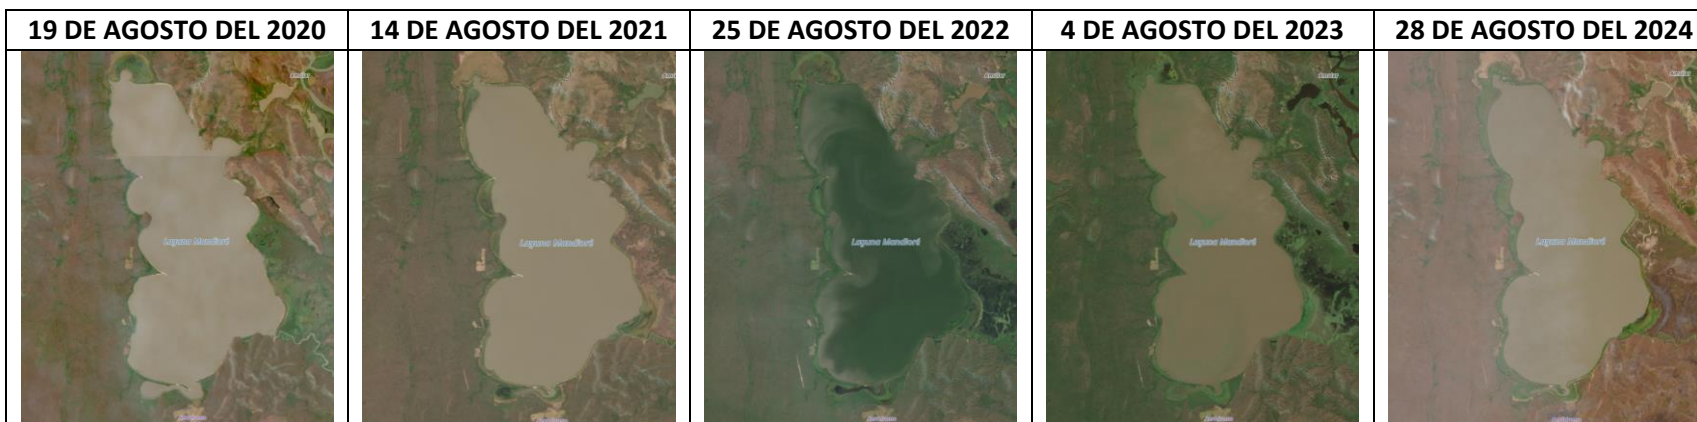 19 DE AGOSTO DEL 2020
14 DE AGOSTO DEL 2021
25 DE AGOSTO DEL 2022
4 DE AGOSTO DEL 2023
28 DE AGOSTO DEL 2024
Laguna Mandioré
Laguna Mandioré
Laguna Mandioré
Laguna Mandioré
Laguna Mandioré